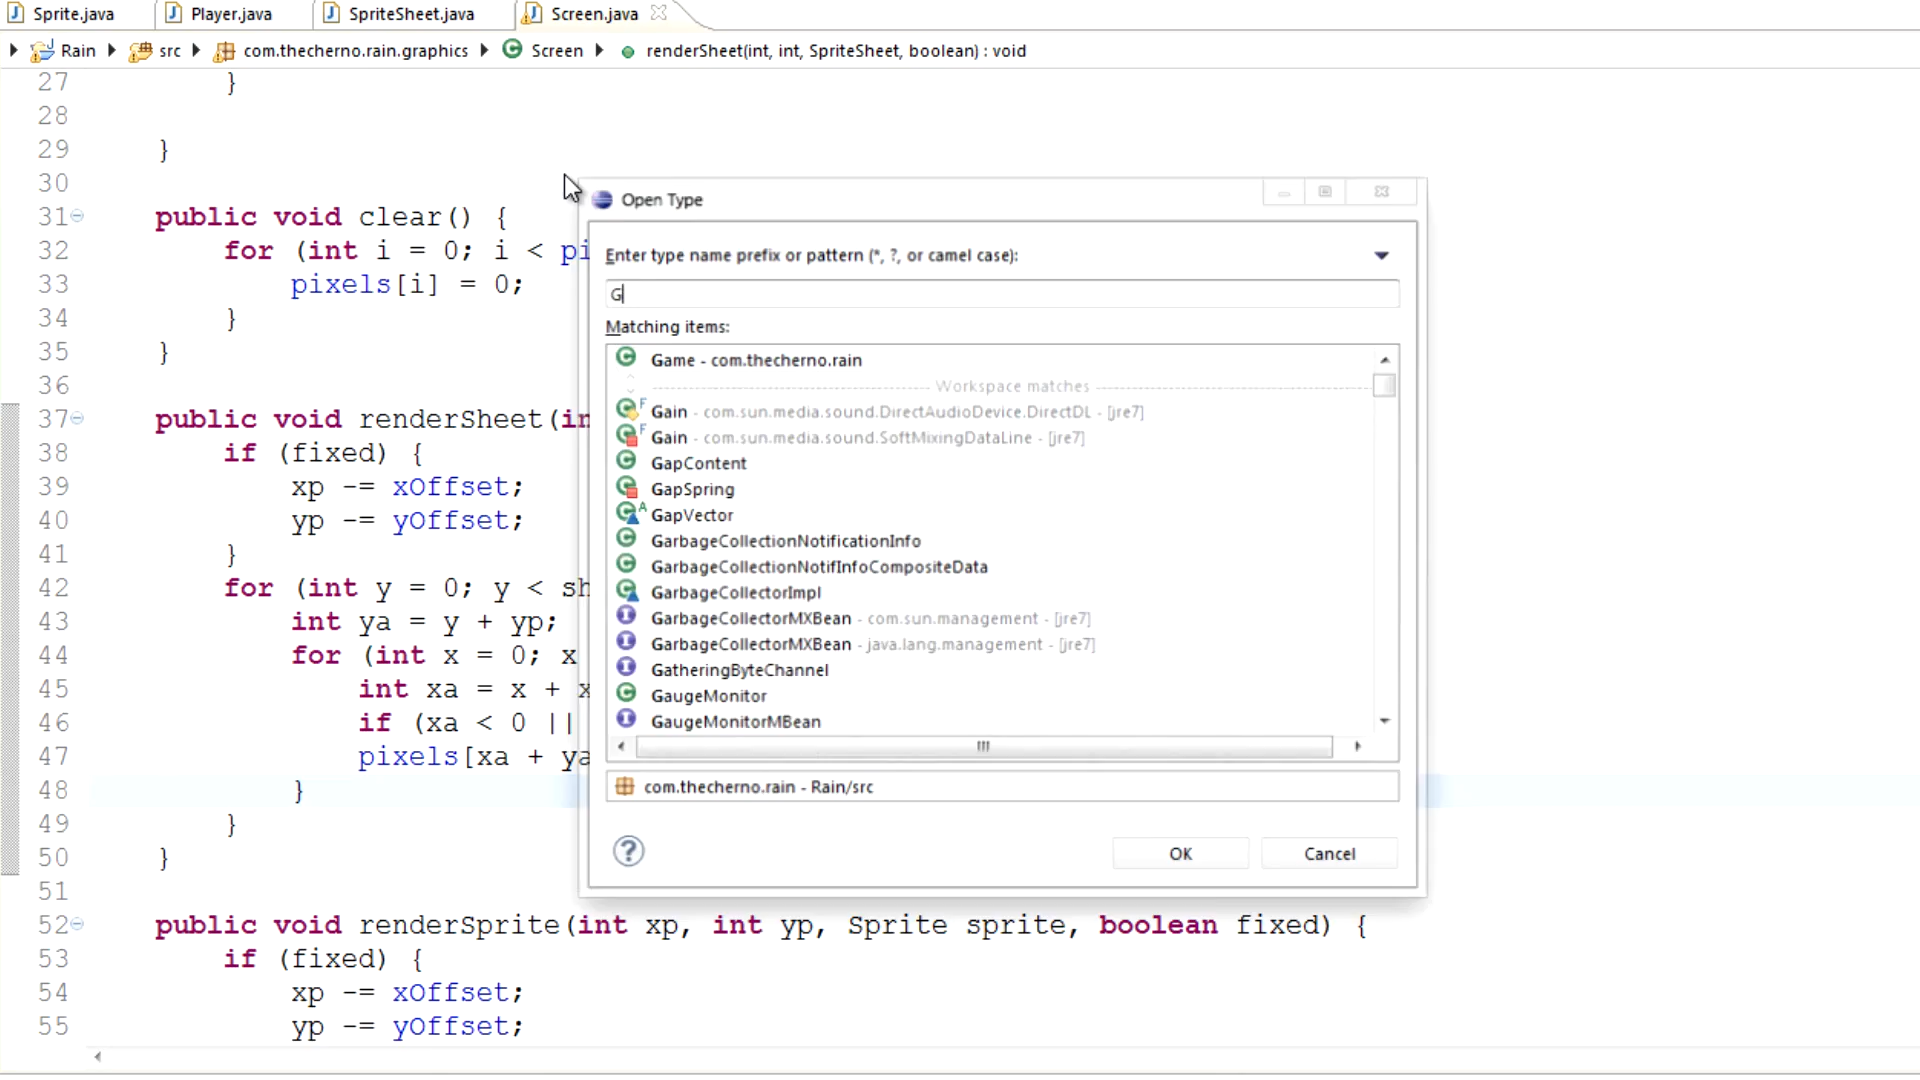 Sprite.java Player.java SpriteSheet.java Screen.java
Rain src com.thecherno.rain.graphics Screen renderSheet(int, int, SpriteSheet, boolean) : void
27 }
28
29 }
30
31 public void clear() {
32 for (int i = 0; i < pi
33 pixels[i] = 0;
34 }
35 }
36
37 public void renderSheet(in
38 if (fixed) {
39 xp -= xOffset;
40 yp -= yOffset;
41 }
42 for (int y = 0; y < sh
43 int ya = y + yp;
44 for (int x = 0; x
45 int xa = x + x
46 if (xa < 0 ||
47 pixels[xa + ya
48 }
49 }
50 }
51
52 public void renderSprite(int xp, int yp, Sprite sprite, boolean fixed) {
53 if (fixed) {
54 xp -= xOffset;
55 yp -= yOffset;
Open Type
Enter type name prefix or pattern (*, ?, or camel case):
G
Matching items:
Game - com.thecherno.rain
Workspace matches
Gain - com.sun.media.sound.DirectAudioDevice.DirectDL - [jre7]
Gain - com.sun.media.sound.SoftMixingDataLine - [jre7]
GapContent
GapSpring
GapVector
GarbageCollectionNotificationInfo
GarbageCollectionNotifInfoCompositeData
GarbageCollectorImpl
GarbageCollectorMXBean - com.sun.management - [jre7]
GarbageCollectorMXBean - java.lang.management - [jre7]
GatheringByteChannel
GaugeMonitor
GaugeMonitorMBean
com.thecherno.rain - Rain/src
OK Cancel